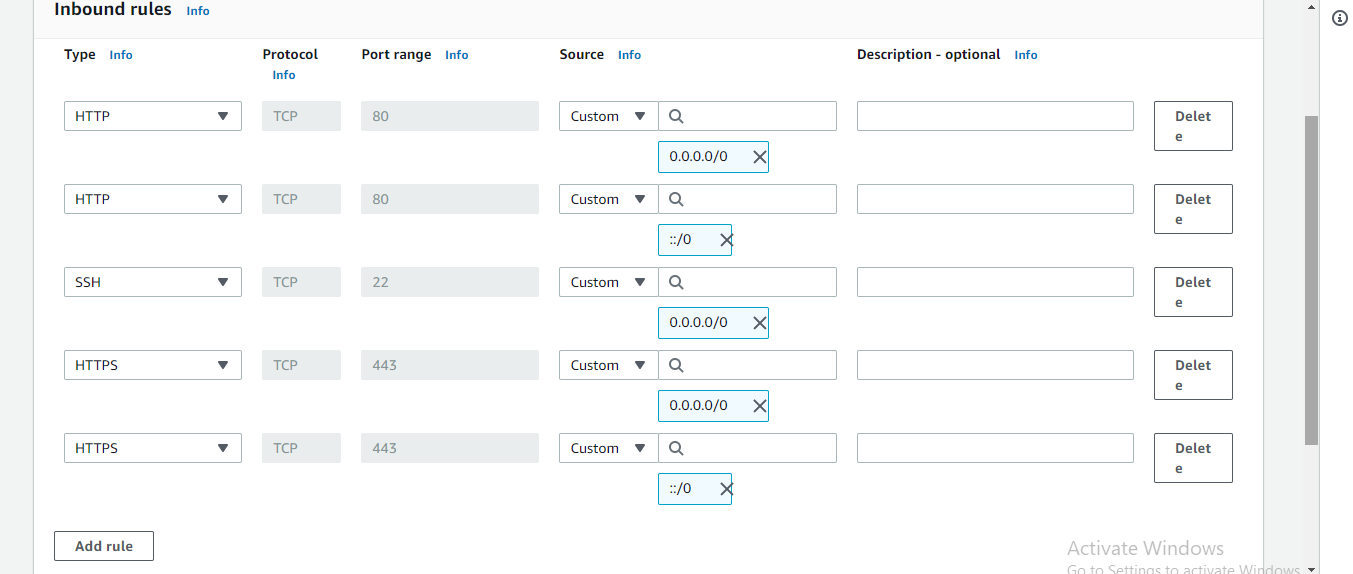 Inbound rules Info
Type Info Protocol Info Port range Info Source Info Description - optional Info
HTTP TCP 80 Custom Delete
0.0.0.0/0
HTTP TCP 80 Custom Delete
::/0
SSH TCP 22 Custom Delete
0.0.0.0/0
HTTPS TCP 443 Custom Delete
0.0.0.0/0
HTTPS TCP 443 Custom Delete
::/0
Add rule
Activate Windows
Go to Settings to activate Windows.